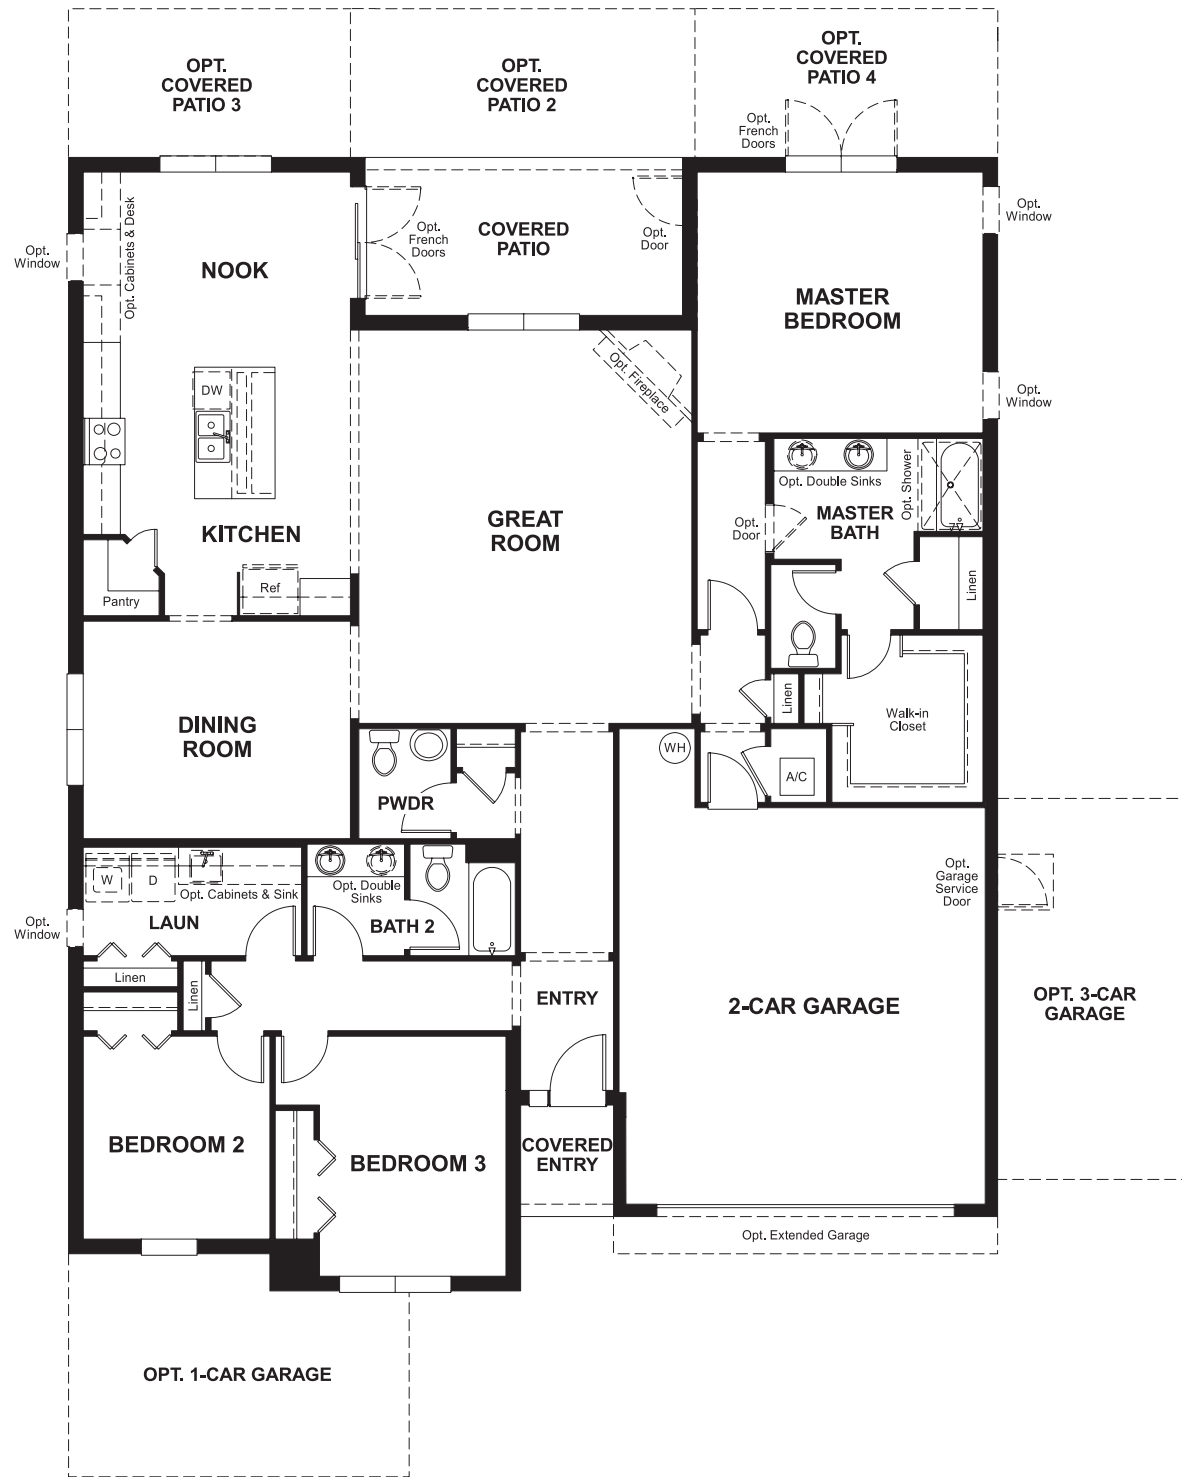 OPT.
COVERED
PATIO 3
OPT.
COVERED
PATIO 2
OPT.
COVERED
PATIO 4
Opt.
French
Doors
Opt.
Window
Opt. Cabinets & Desk
NOOK
Opt.
French
Doors
COVERED
PATIO
Opt.
Door
Opt.
Window
MASTER
BEDROOM
Opt.
Window
Opt. Fireplace
DW
KITCHEN
Ref
Pantry
GREAT
ROOM
Opt. Double Sinks
Opt. Shower
MASTER
BATH
Opt.
Door
Linen
Linen
Walk-in
Closet
DINING
ROOM
WH
A/C
PWDR
W
D
Opt. Cabinets & Sink
Opt. Double
Sinks
Opt.
Window
LAUN
BATH 2
Linen
Linen
ENTRY
2-CAR GARAGE
Opt.
Garage
Service
Door
OPT. 3-CAR
GARAGE
BEDROOM 2
BEDROOM 3
COVERED
ENTRY
Opt. Extended Garage
OPT. 1-CAR GARAGE